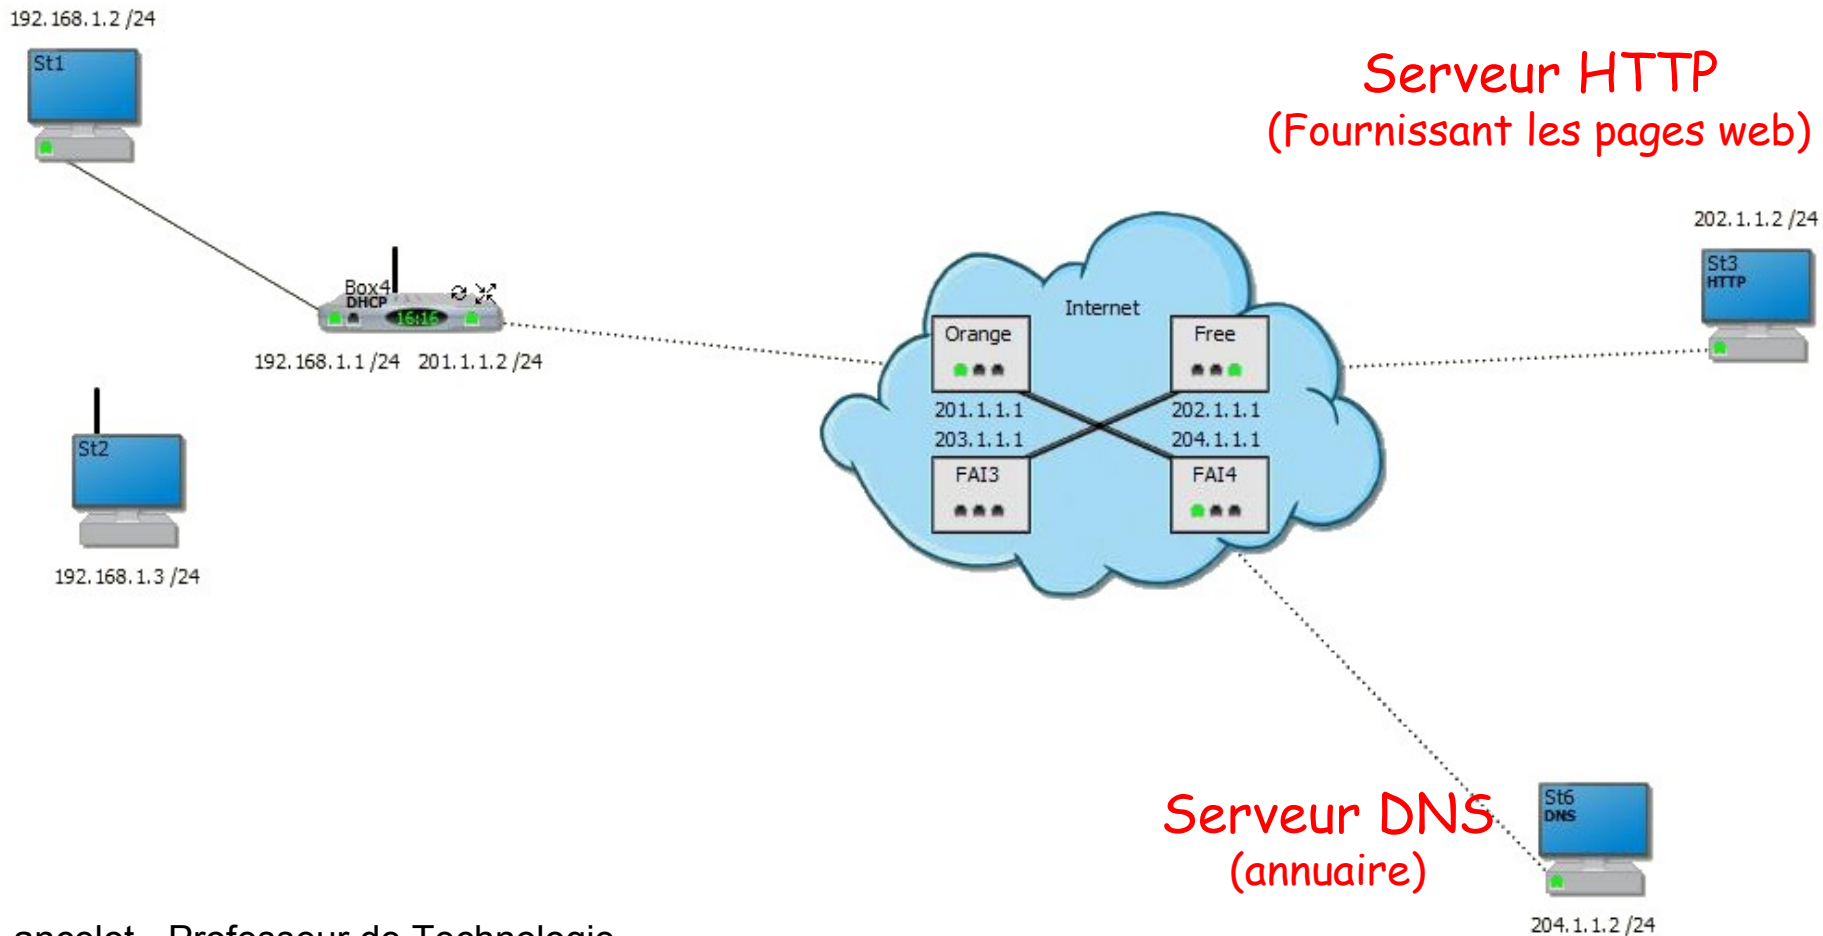 192.168.1.2 /24
St1
Serveur HTTP
(Fournissant les pages web)
202.1.1.2 /24
St3
HTTP
Box4
DHCP
16:16
192.168.1.1 /24 201.1.1.2 /24
Internet
Orange
Free
201.1.1.1
202.1.1.1
203.1.1.1
204.1.1.1
FAI3
FAI4
St2
192.168.1.3 /24
Serveur DNS
(annuaire)
St6
DNS
204.1.1.2 /24
Professeur de Technologie